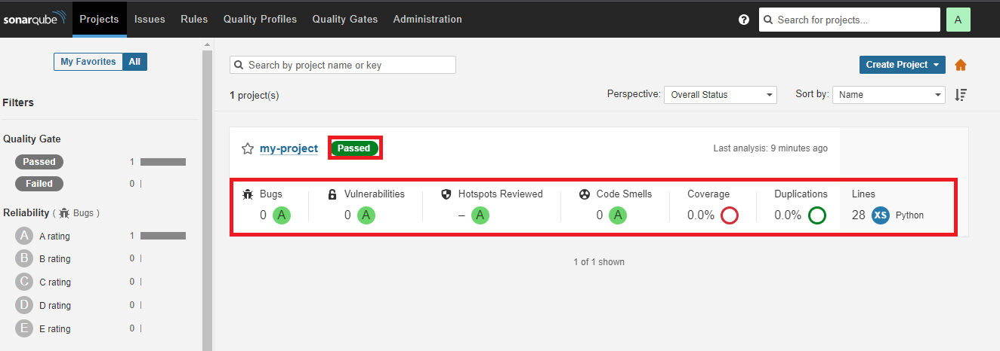 sonarqube Projects Issues Rules Quality Profiles Quality Gates Administration ? Search for projects... A
My Favorites All
Filters
Quality Gate
Passed 1
Failed 0
Reliability ( Bugs )
A A rating 1
B B rating 0
C C rating 0
D D rating 0
E E rating 0
Search by project name or key
Create Project
1 project(s)
Perspective: Overall Status
Sort by: Name
my-project Passed
Last analysis: 9 minutes ago
Bugs Vulnerabilities Hotspots Reviewed Code Smells Coverage Duplications Lines
0 A 0 A – A 0 A 0.0% 0.0% 28 XS Python
1 of 1 shown